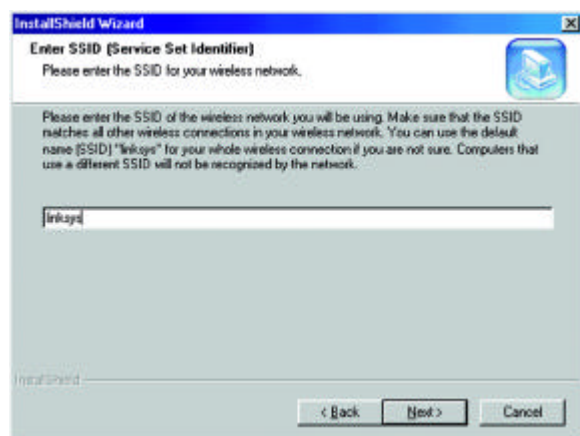 InstallShield Wizard
Enter SSID (Service Set Identifier)
Please enter the SSID for your wireless network.
Please enter the SSID of the wireless network you will be using. Make sure that the SSID
matches all other wireless connections in your wireless network. You can use the default
name (SSID) "linksys" for your whole wireless connection if you are not sure. Computers that
use a different SSID will not be recognized by the network.
linksys
InstallShield
< Back
Next >
Cancel